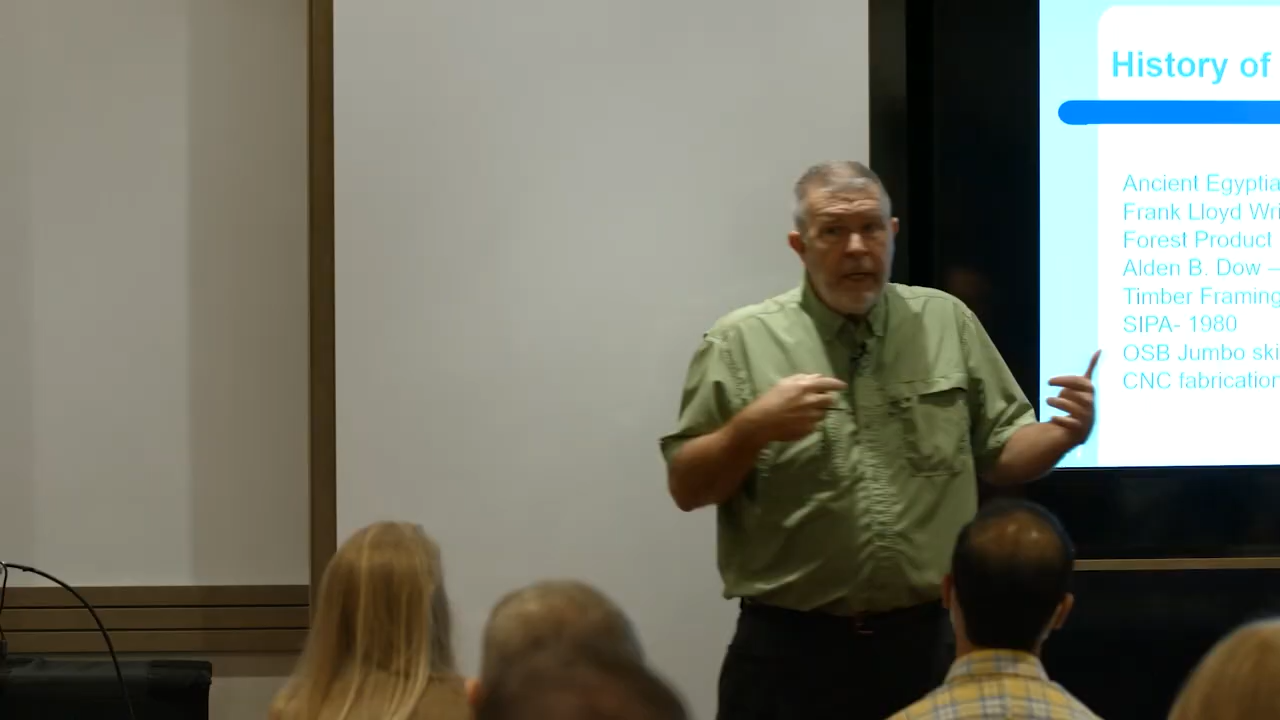 History of
Ancient Egyptia
Frank Lloyd Wri
Forest Product
Alden B. Dow –
Timber Framing
SIPA- 1980
OSB Jumbo ski
CNC fabrication